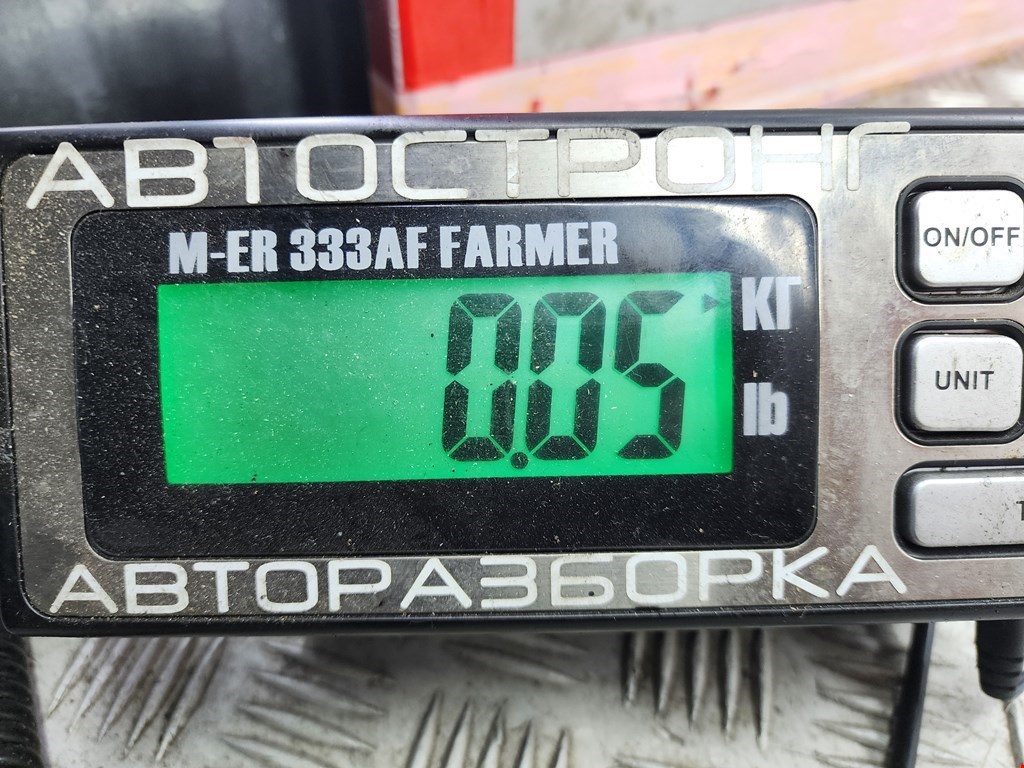 АВТОСТРОНГ
M-ER 333AF FARMER
ON/OFF
0.05
КГ
UNIT
lb
T
АВТОРАЗБОРКА